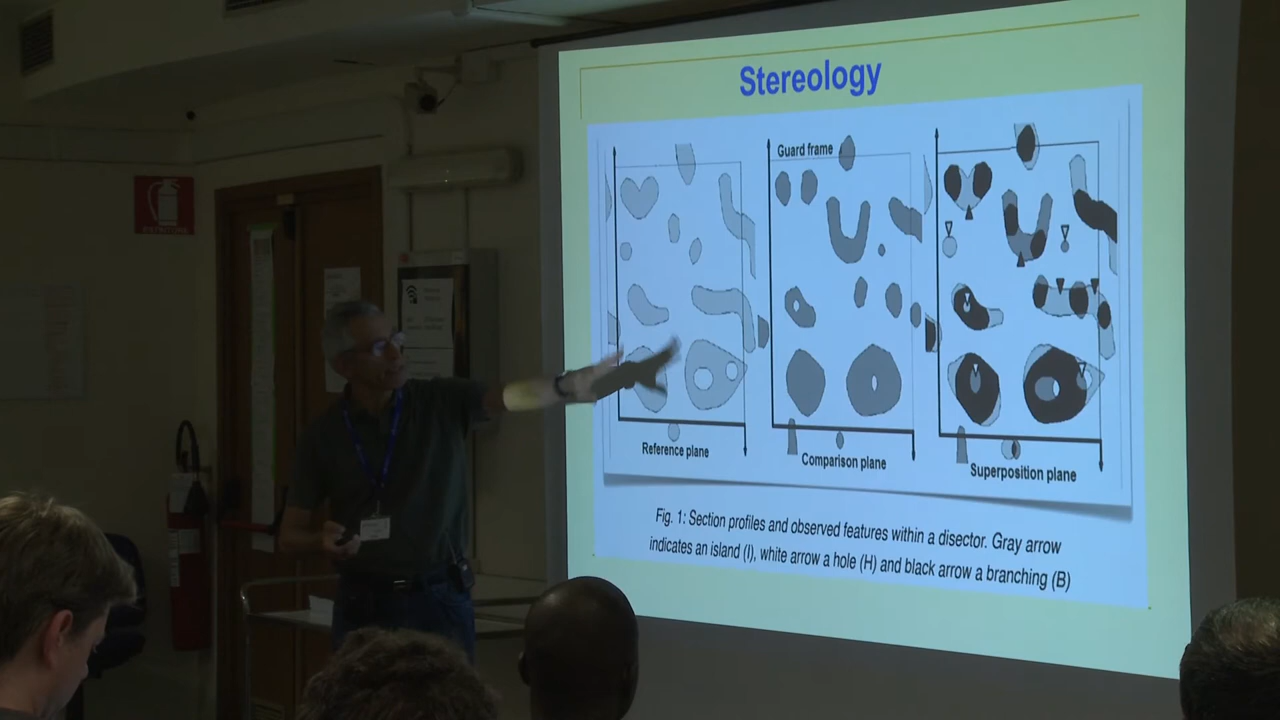 Stereology
Guard frame
Reference plane
Comparison plane
Superposition plane
Fig. 1: Section profiles and observed features within a disector. Gray arrow
indicates an island (I), white arrow a hole (H) and black arrow a branching (B)
ESTINTORE